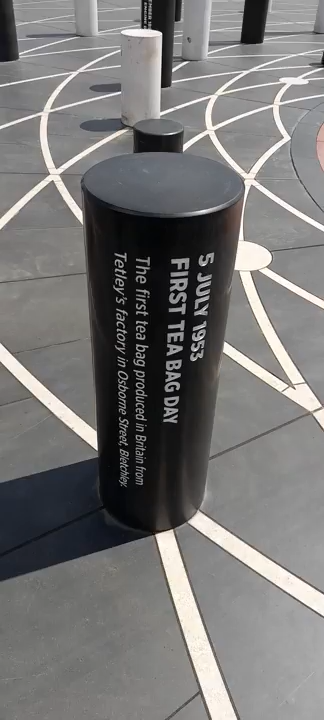 5 JULY 1953
FIRST TEA BAG DAY
The first tea bag produced in Britain from
Tetley's factory in Osborne Street, Bletchley.